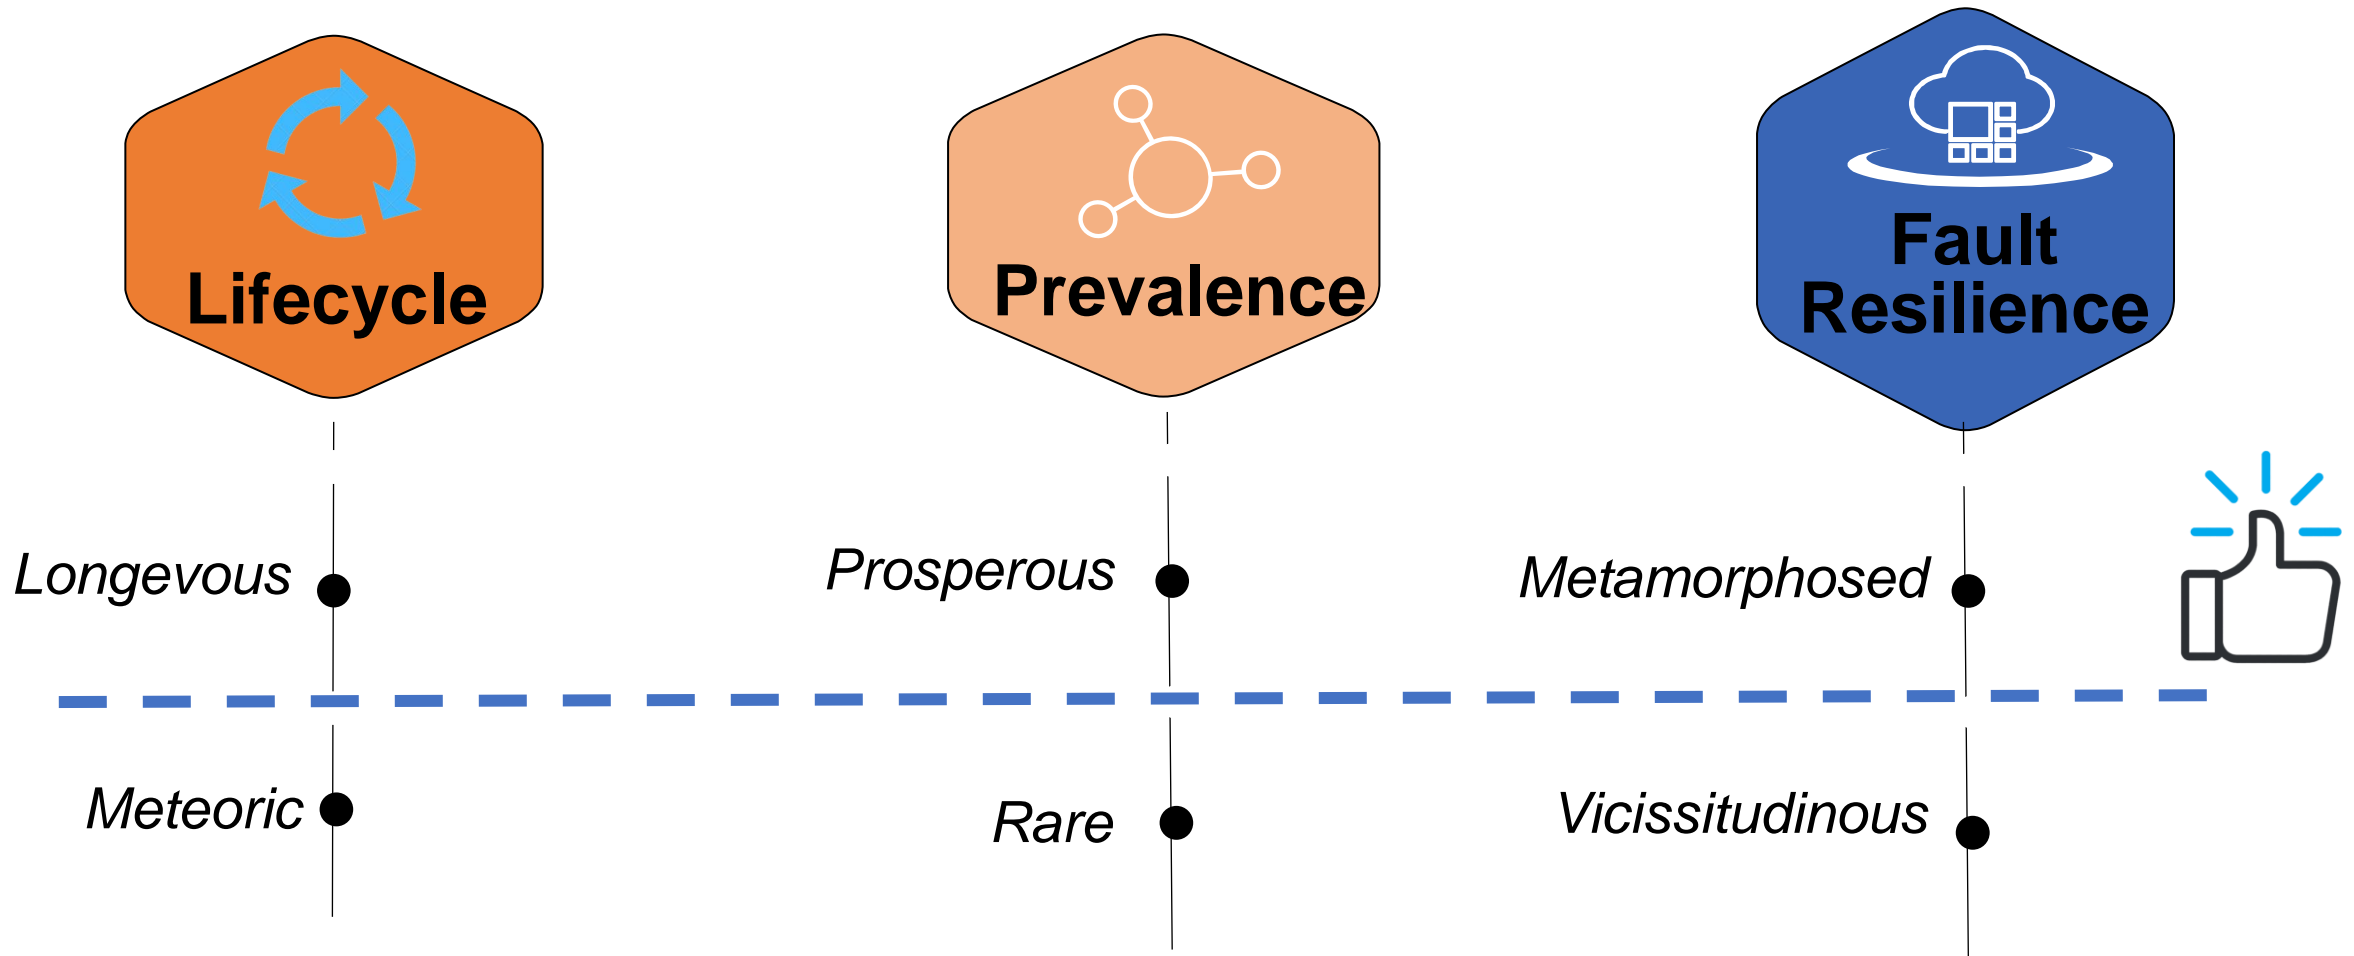 Lifecycle
Prevalence
Fault
Resilience
Longevous
Prosperous
Metamorphosed
Meteoric
Rare
Vicissitudinous